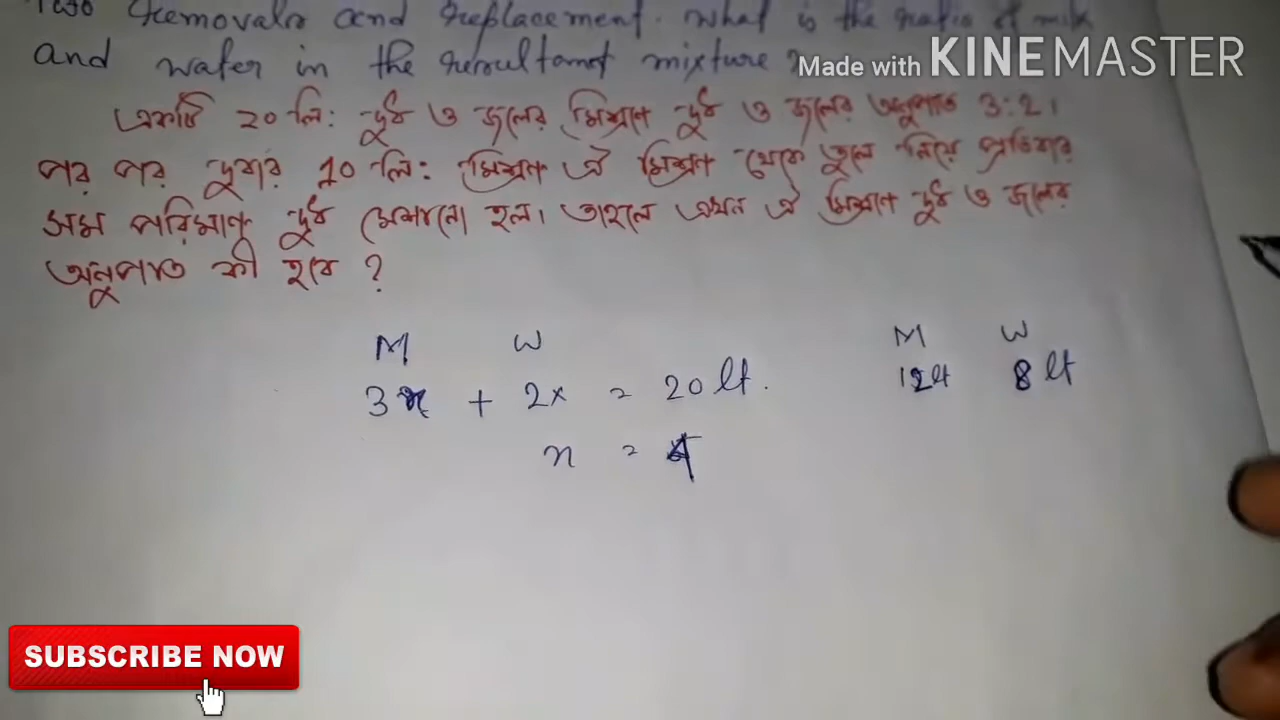 Two removals and replacement. What is the ratio of milk
and water in the resultant mixture
Made with KINEMASTER
একটি ২০ লি: দুধ ও জলের মিশ্রণে দুধ ও জলের অনুপাত 3:2।
পর পর দুবার 10 লি: মিশ্রণ ঐ মিশ্রণ থেকে তুলে নিয়ে প্রতিবার
সম পরিমাণ দুধ মেশানো হল। তাহলে এখন ঐ মিশ্রণে দুধ ও জলের
অনুপাত কী হবে ?
M W
3x + 2x = 20 lt.
x = 4
M W
12 lt 8 lt
SUBSCRIBE NOW